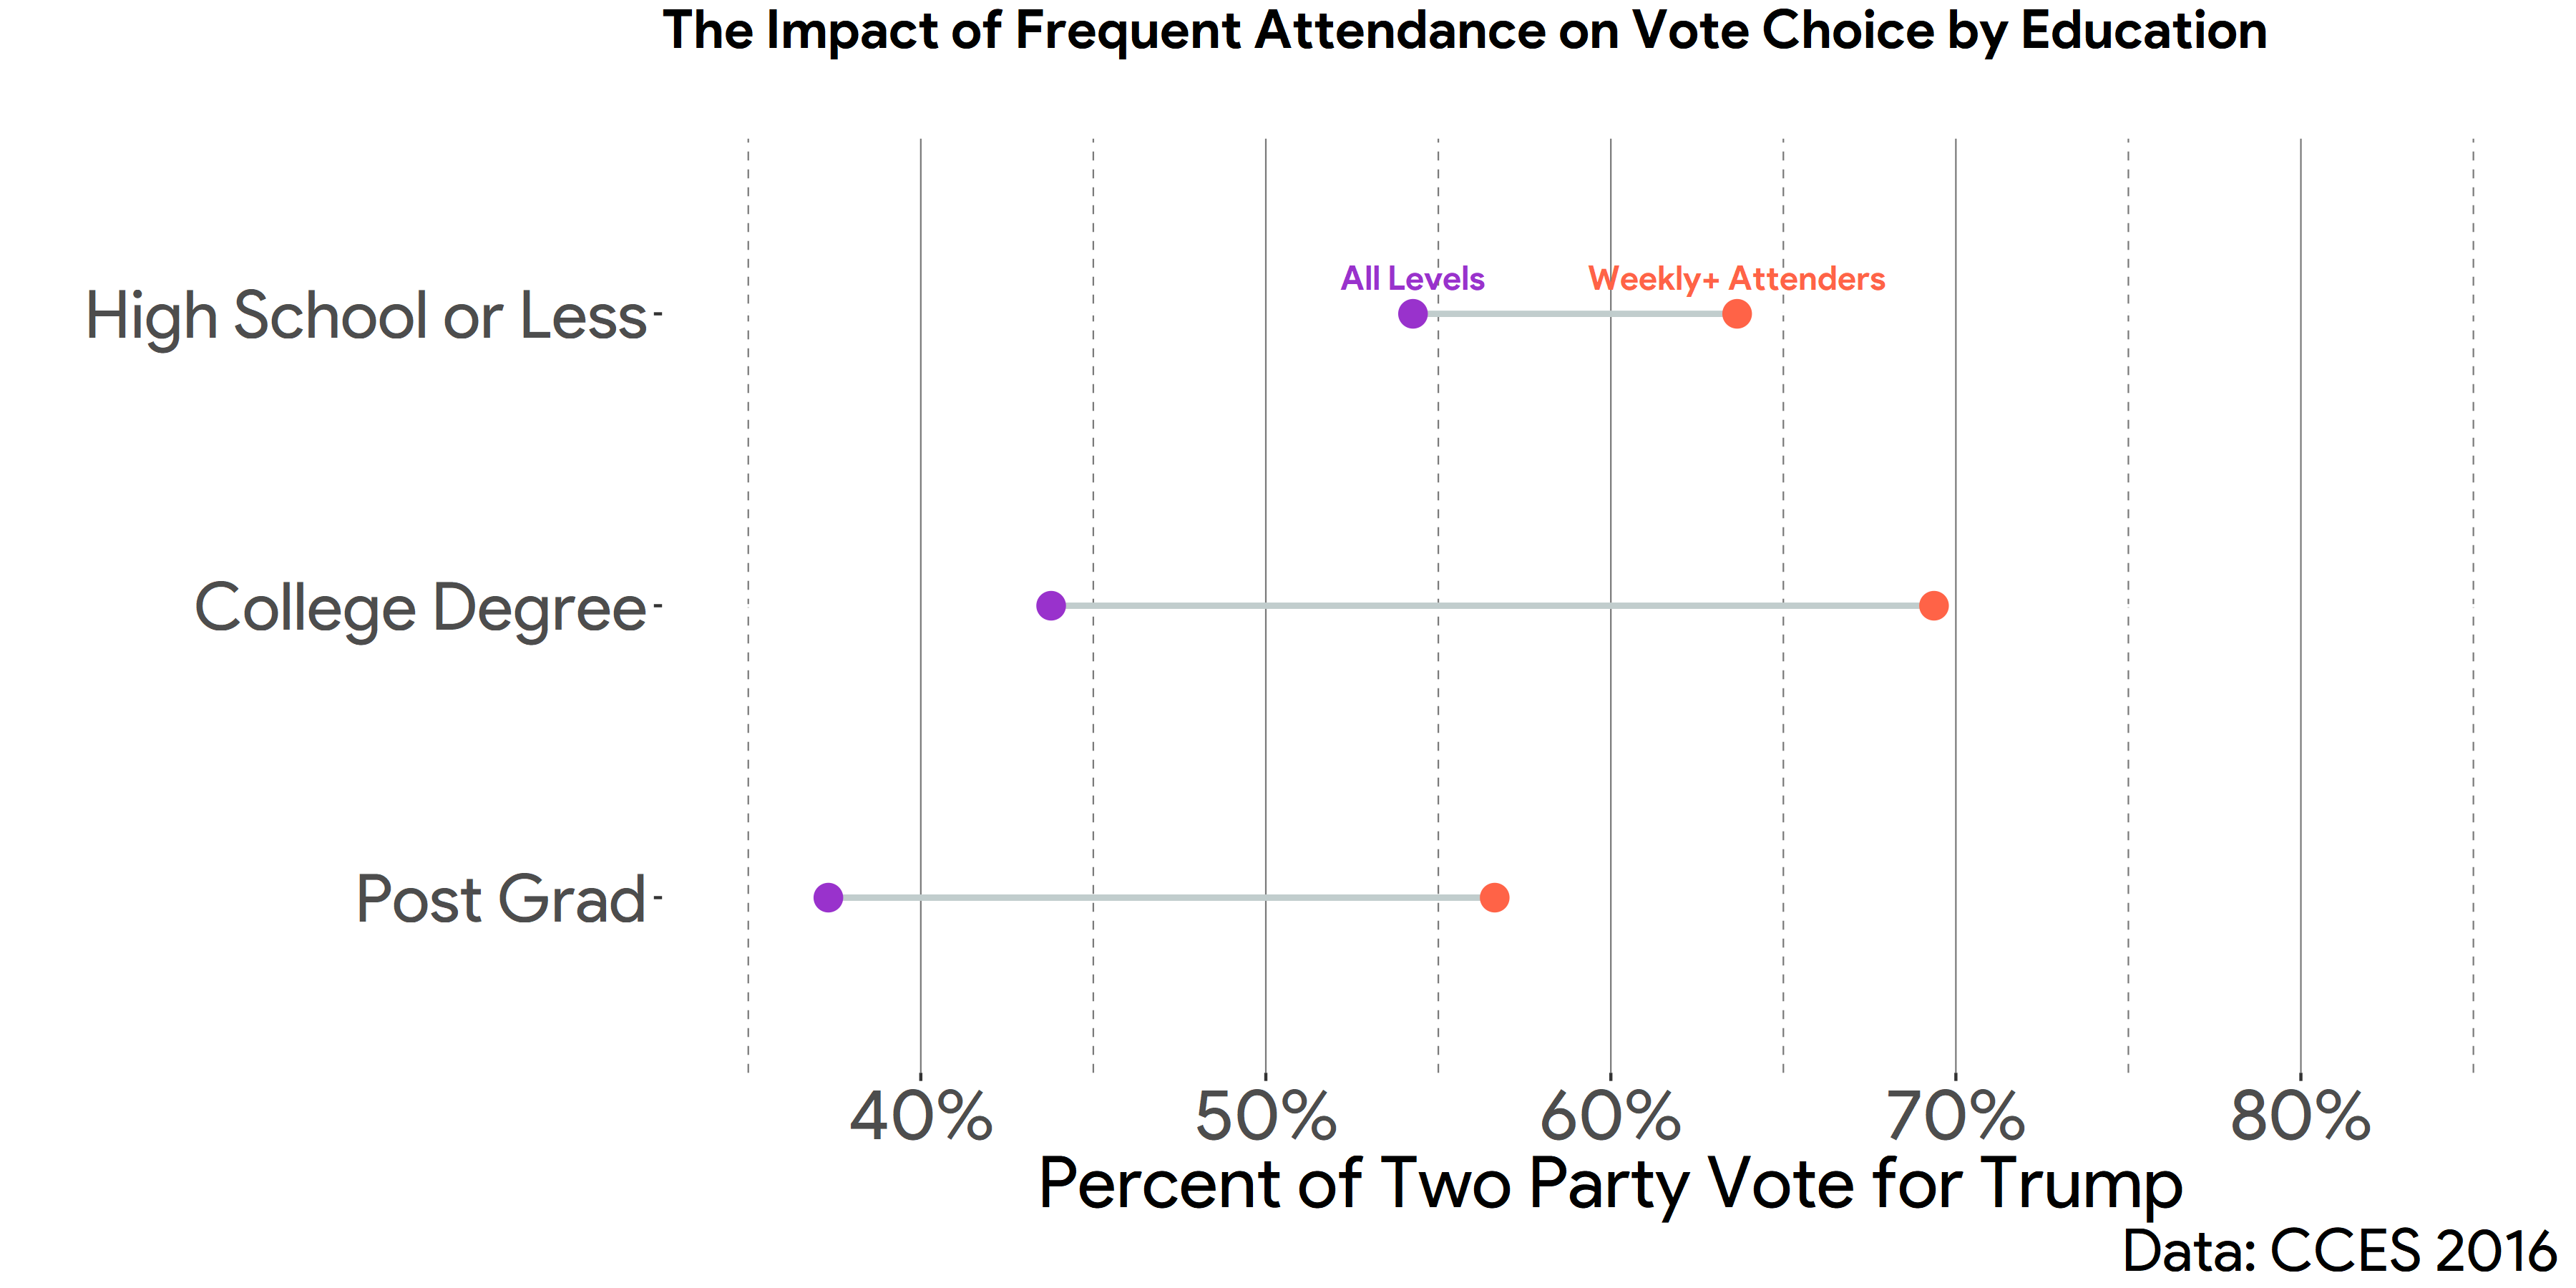 The Impact of Frequent Attendance on Vote Choice by Education
All Levels
Weekly+ Attenders
High School or Less
College Degree
Post Grad
40% 50% 60% 70% 80%
Percent of Two Party Vote for Trump
Data: CCES 2016